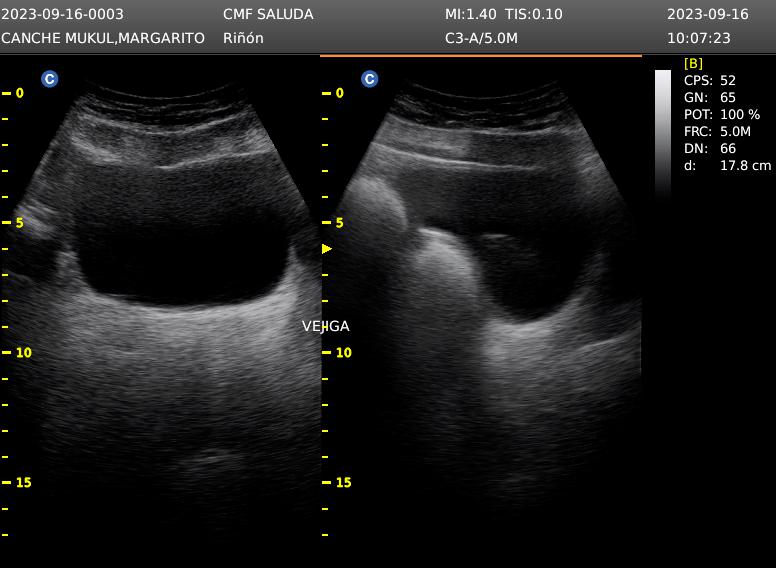 2023-09-16-0003 CMF SALUDA MI:1.40 TIS:0.10 2023-09-16
CANCHE MUKUL,MARGARITO Riñón C3-A/5.0M 10:07:23
[B]
CPS: 52
GN: 65
POT: 100 %
FRC: 5.0M
DN: 66
d: 17.8 cm
C
C
0
5
10
15
0
5
10
15
VEJIGA